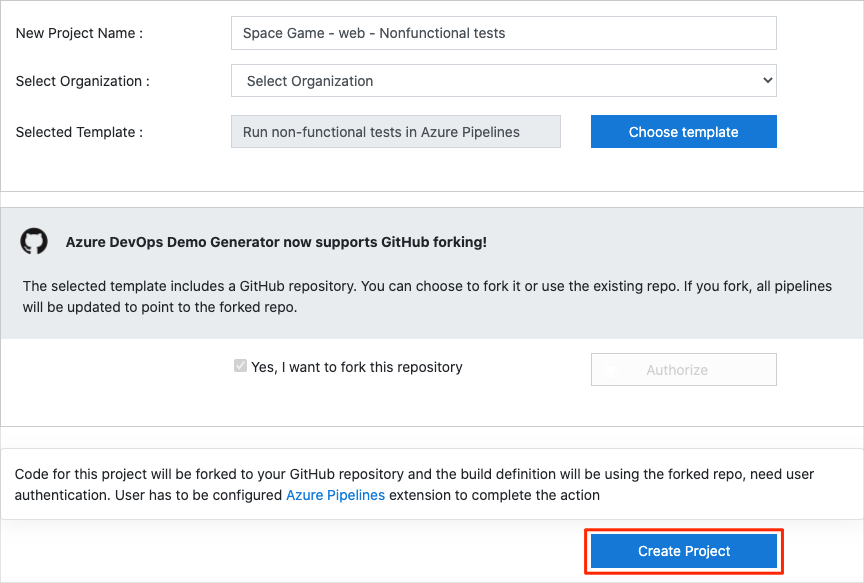 New Project Name :
Space Game - web - Nonfunctional tests
Select Organization :
Select Organization
Selected Template :
Run non-functional tests in Azure Pipelines
Choose template
Azure DevOps Demo Generator now supports GitHub forking!
The selected template includes a GitHub repository. You can choose to fork it or use the existing repo. If you fork, all pipelines
will be updated to point to the forked repo.
Yes, I want to fork this repository
Authorize
Code for this project will be forked to your GitHub repository and the build definition will be using the forked repo, need user
authentication. User has to be configured Azure Pipelines extension to complete the action
Create Project